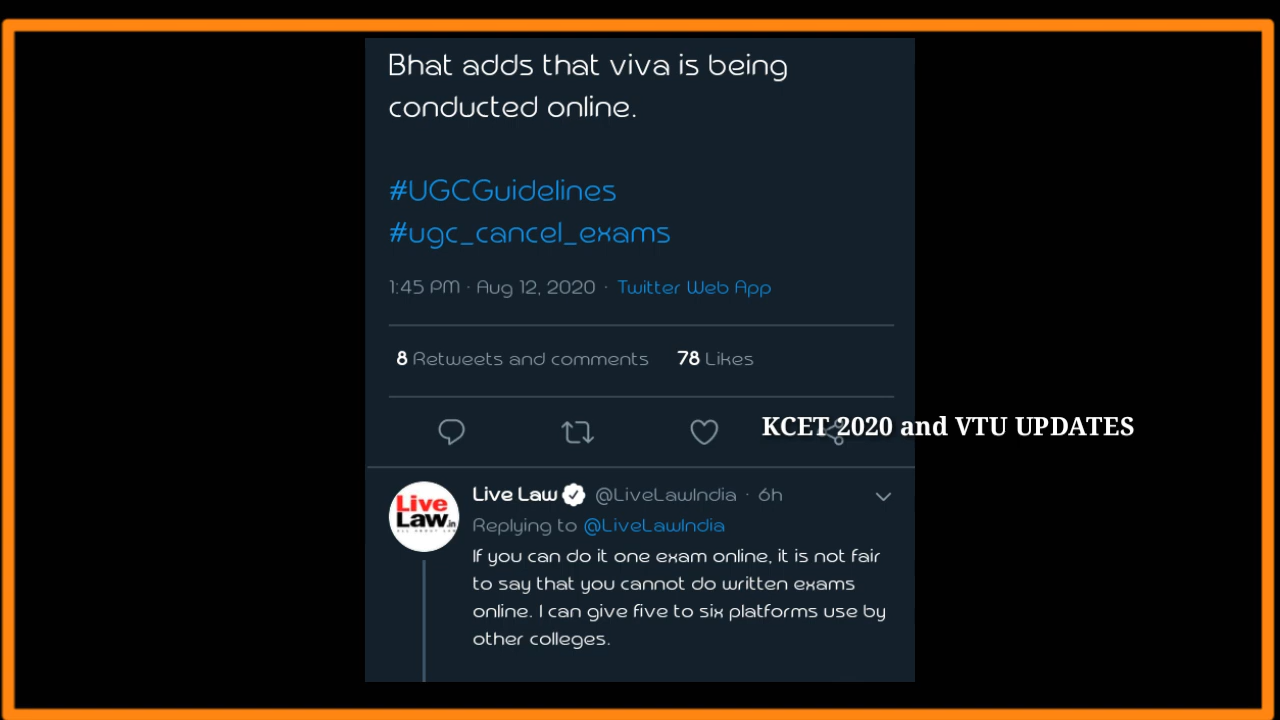 Bhat adds that viva is being
conducted online.
#UGCGuidelines
#ugc_cancel_exams
1:45 PM · Aug 12, 2020 · Twitter Web App
8 Retweets and comments 78 Likes
KCET 2020 and VTU UPDATES
Live Law @LiveLawIndia · 6h
Live
Law.in
Replying to @LiveLawIndia
If you can do it one exam online, it is not fair
to say that you cannot do written exams
online. I can give five to six platforms use by
other colleges.